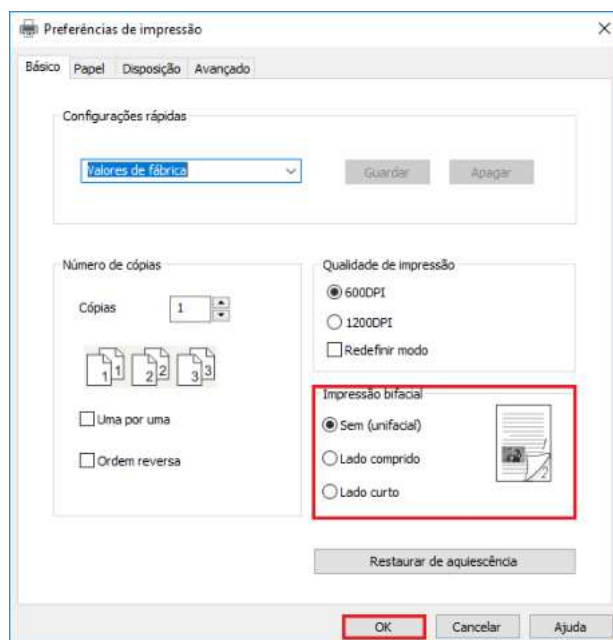 Preferências de impressão
Básico Papel Disposição Avançado
Configurações rápidas
Valores de fábrica Guardar Apagar
Número de cópias
Cópias 1
1 1 2 2 3 3
Uma por uma
Ordem reversa
Qualidade de impressão
600DPI
1200DPI
Redefinir modo
Impressão bifacial
Sem (unifacial)
Lado comprido
Lado curto
2
Restaurar de aquiescência
OK Cancelar Ajuda